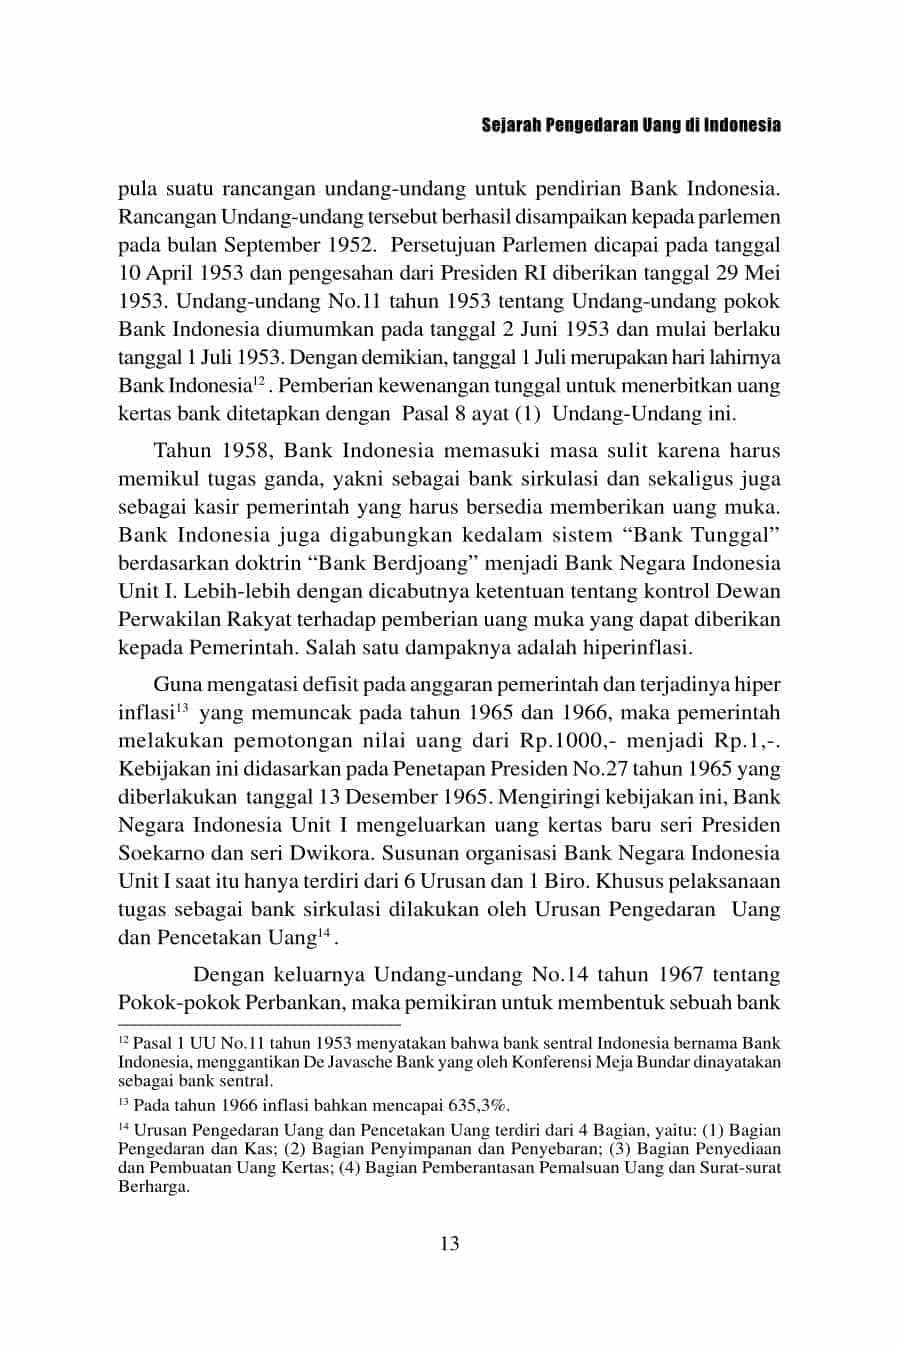 Sejarah Pengedaran Uang di Indonesia
pula suatu rancangan undang-undang untuk pendirian Bank Indonesia.
Rancangan Undang-undang tersebut berhasil disampaikan kepada parlemen
pada bulan September 1952. Persetujuan Parlemen dicapai pada tanggal
10 April 1953 dan pengesahan dari Presiden RI diberikan tanggal 29 Mei
1953. Undang-undang No.11 tahun 1953 tentang Undang-undang pokok
Bank Indonesia diumumkan pada tanggal 2 Juni 1953 dan mulai berlaku
tanggal 1 Juli 1953. Dengan demikian, tanggal 1 Juli merupakan hari lahirnya
Bank Indonesia¹² . Pemberian kewenangan tunggal untuk menerbitkan uang
kertas bank ditetapkan dengan Pasal 8 ayat (1) Undang-Undang ini.
Tahun 1958, Bank Indonesia memasuki masa sulit karena harus
memikul tugas ganda, yakni sebagai bank sirkulasi dan sekaligus juga
sebagai kasir pemerintah yang harus bersedia memberikan uang muka.
Bank Indonesia juga digabungkan kedalam sistem “Bank Tunggal”
berdasarkan doktrin “Bank Berdjoang” menjadi Bank Negara Indonesia
Unit I. Lebih-lebih dengan dicabutnya ketentuan tentang kontrol Dewan
Perwakilan Rakyat terhadap pemberian uang muka yang dapat diberikan
kepada Pemerintah. Salah satu dampaknya adalah hiperinflasi.
Guna mengatasi defisit pada anggaran pemerintah dan terjadinya hiper
inflasi¹³ yang memuncak pada tahun 1965 dan 1966, maka pemerintah
melakukan pemotongan nilai uang dari Rp.1000,- menjadi Rp.1,-.
Kebijakan ini didasarkan pada Penetapan Presiden No.27 tahun 1965 yang
diberlakukan tanggal 13 Desember 1965. Mengiringi kebijakan ini, Bank
Negara Indonesia Unit I mengeluarkan uang kertas baru seri Presiden
Soekarno dan seri Dwikora. Susunan organisasi Bank Negara Indonesia
Unit I saat itu hanya terdiri dari 6 Urusan dan 1 Biro. Khusus pelaksanaan
tugas sebagai bank sirkulasi dilakukan oleh Urusan Pengedaran Uang
dan Pencetakan Uang¹⁴ .
Dengan keluarnya Undang-undang No.14 tahun 1967 tentang
Pokok-pokok Perbankan, maka pemikiran untuk membentuk sebuah bank
¹² Pasal 1 UU No.11 tahun 1953 menyatakan bahwa bank sentral Indonesia bernama Bank
Indonesia, menggantikan De Javasche Bank yang oleh Konferensi Meja Bundar dinayatakan
sebagai bank sentral.
¹³ Pada tahun 1966 inflasi bahkan mencapai 635,3%.
¹⁴ Urusan Pengedaran Uang dan Pencetakan Uang terdiri dari 4 Bagian, yaitu: (1) Bagian
Pengedaran dan Kas; (2) Bagian Penyimpanan dan Penyebaran; (3) Bagian Penyediaan
dan Pembuatan Uang Kertas; (4) Bagian Pemberantasan Pemalsuan Uang dan Surat-surat
Berharga.
13